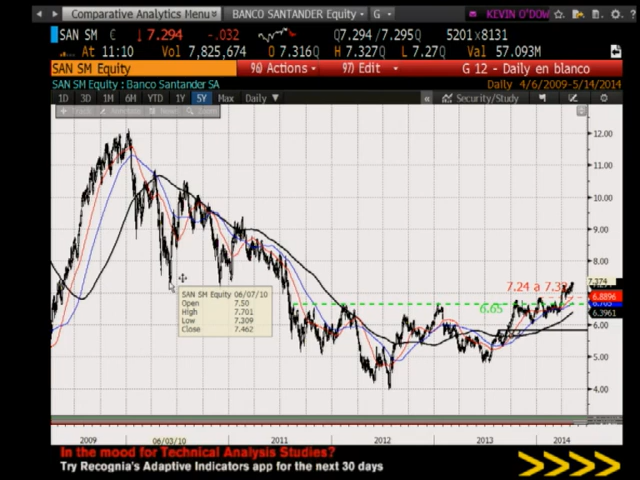 Comparative Analytics Menu BANCO SANTANDER Equity G KEVIN O'DOW
SAN SM € 7.294 -.032 Q7.294/7.295Q 5201x8131
At 11:10 Vol 7,825,674 O 7.316Q H 7.327Q L 7.27Q Val 57.093M
SAN SM Equity 90) Actions 97) Edit G 12 - Daily en blanco
SAN SM Equity : Banco Santander SA Daily 4/6/2009-5/14/2014
1D 3D 1M 6M YTD 1Y 5Y Max Daily « Security/Study
12.00
11.00
10.00
9.00
8.00
7.24 a 7.32
7.374
6.8896
6.65
6.3961
6.00
5.00
4.00
SAN SM Equity 06/07/10
Open 7.50
High 7.701
Low 7.309
Close 7.462
2009 06/03/10 2011 2012 2013 2014
In the mood for Technical Analysis Studies?
Try Recognia's Adaptive Indicators app for the next 30 days